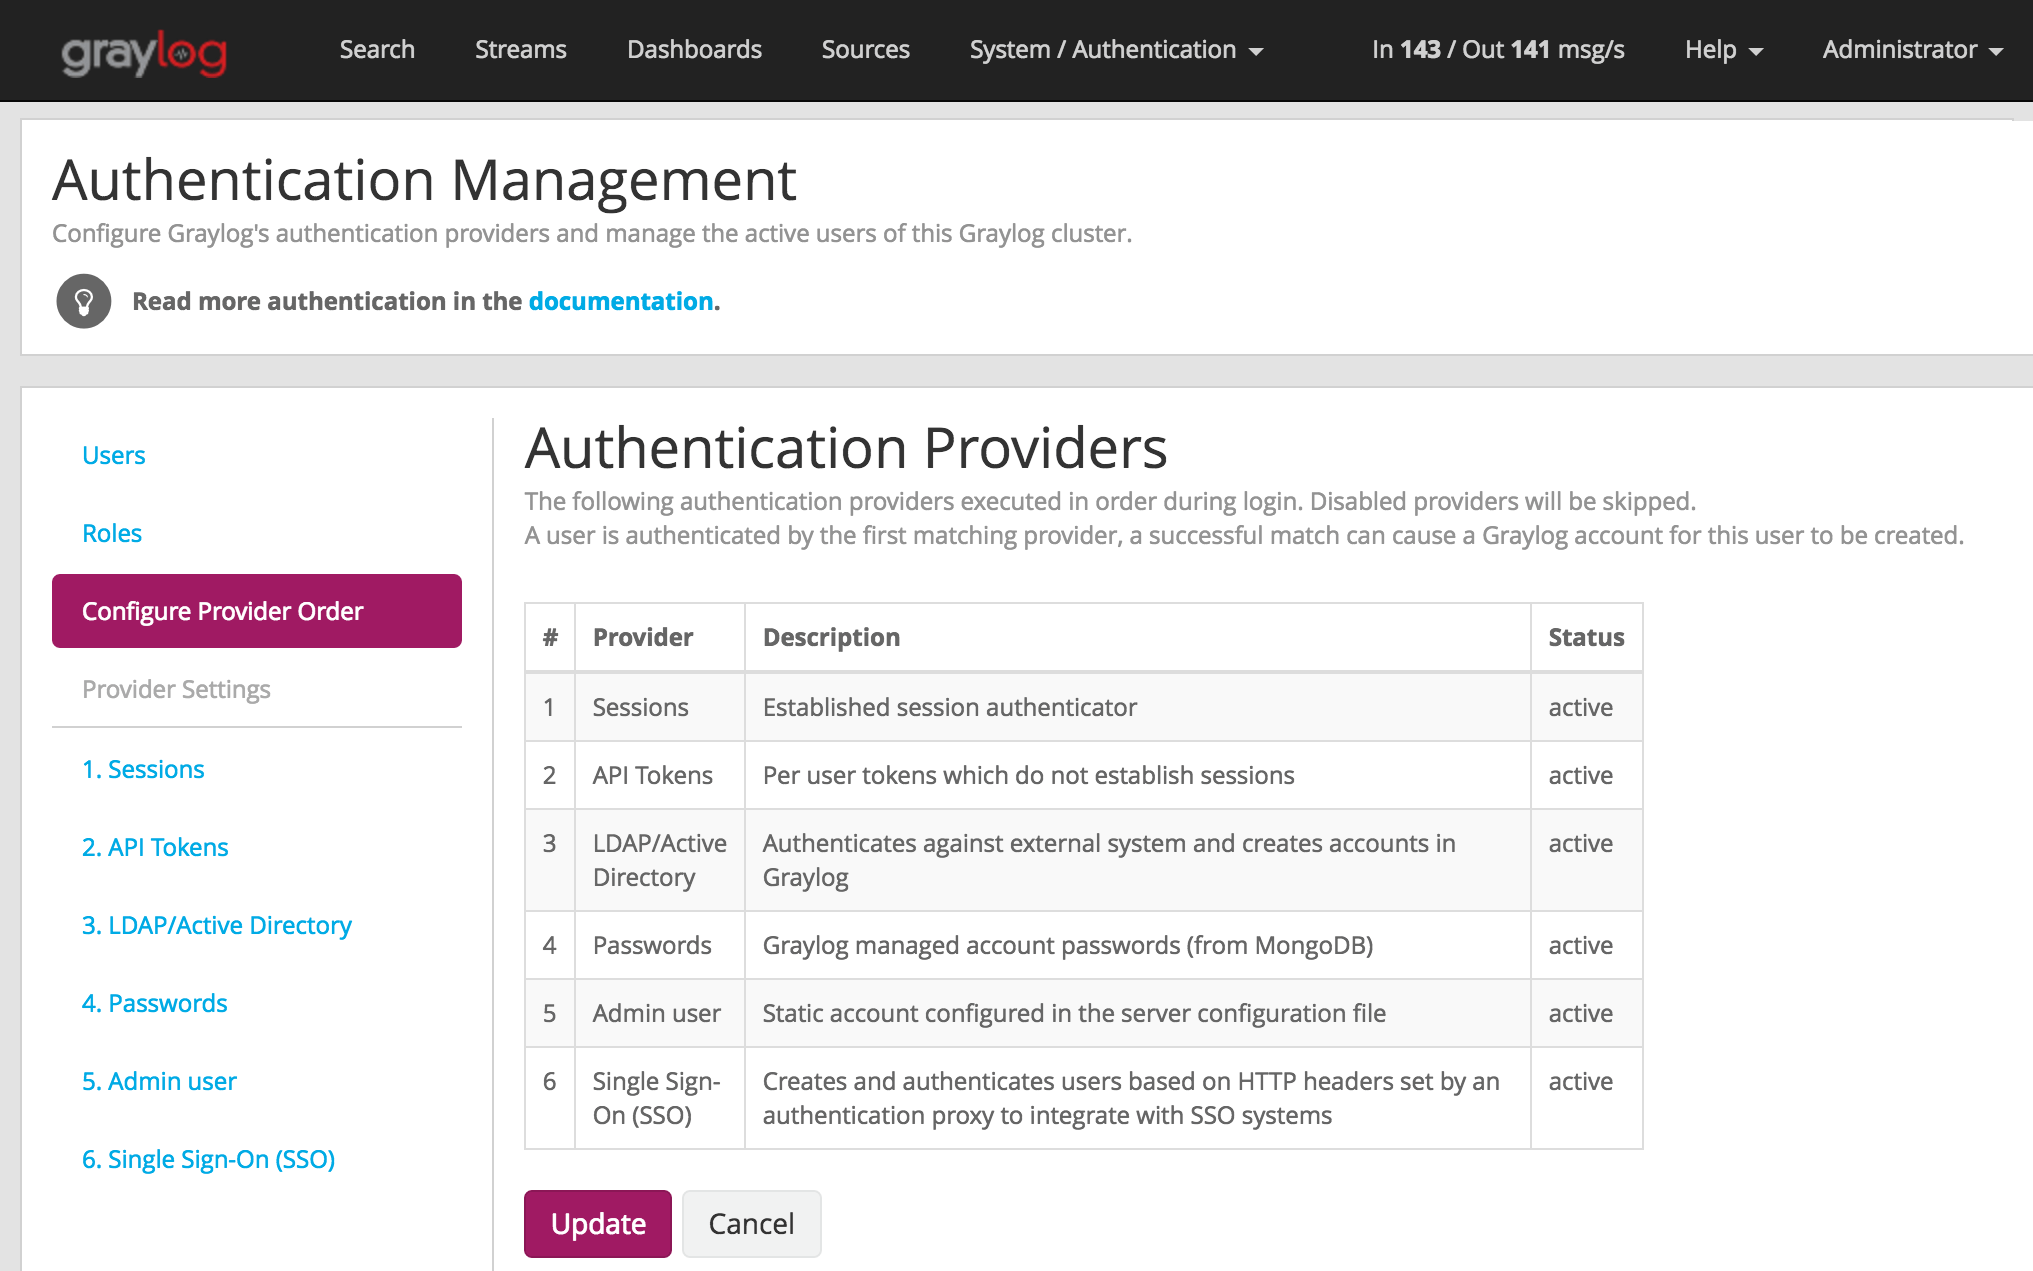 graylog
Search Streams Dashboards Sources System / Authentication In 143 / Out 141 msg/s Help Administrator
Authentication Management
Configure Graylog's authentication providers and manage the active users of this Graylog cluster.
Read more authentication in the documentation.
Users
Roles
Configure Provider Order
Provider Settings
1. Sessions
2. API Tokens
3. LDAP/Active Directory
4. Passwords
5. Admin user
6. Single Sign-On (SSO)
Authentication Providers
The following authentication providers executed in order during login. Disabled providers will be skipped.
A user is authenticated by the first matching provider, a successful match can cause a Graylog account for this user to be created.
# Provider Description Status
1 Sessions Established session authenticator active
2 API Tokens Per user tokens which do not establish sessions active
3 LDAP/Active Authenticates against external system and creates accounts in active
Directory Graylog
4 Passwords Graylog managed account passwords (from MongoDB) active
5 Admin user Static account configured in the server configuration file active
6 Single Sign- Creates and authenticates users based on HTTP headers set by an active
On (SSO) authentication proxy to integrate with SSO systems
Update Cancel